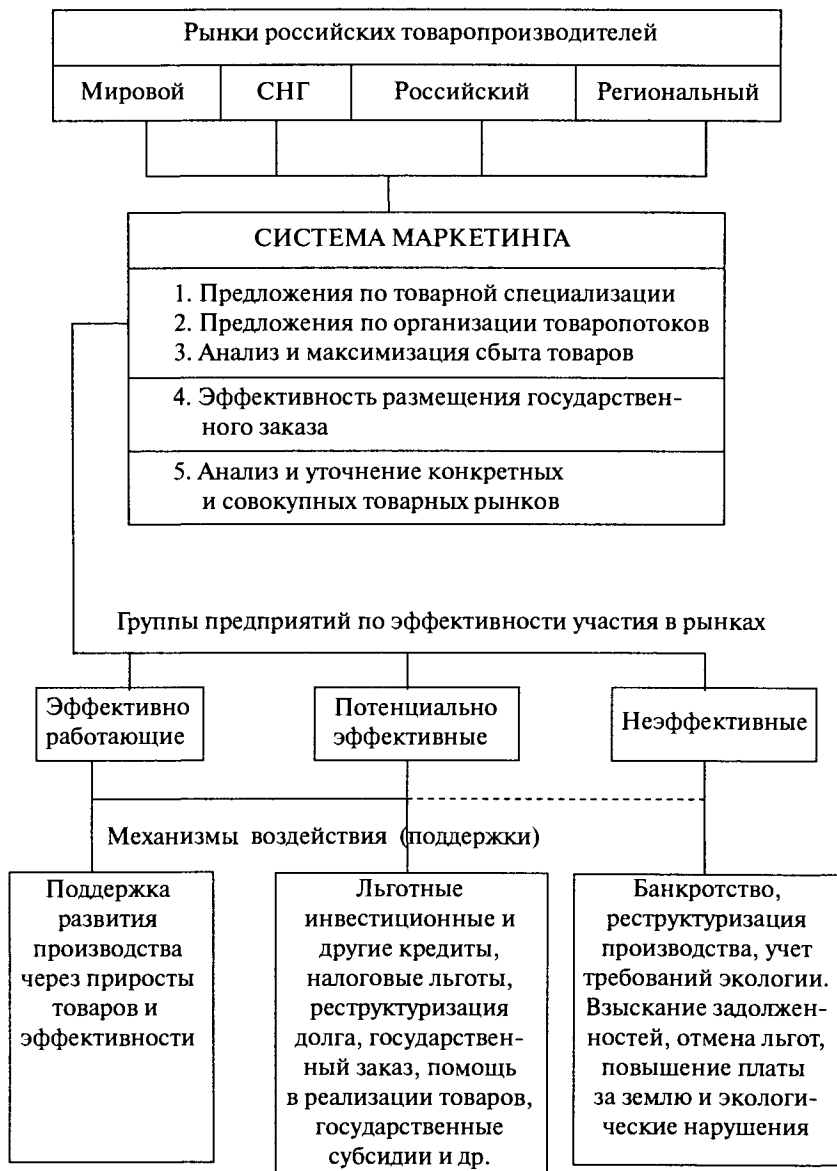 Рынки российских товаропроизводителей
Мировой СНГ Российский Региональный
СИСТЕМА МАРКЕТИНГА
1. Предложения по товарной специализации
2. Предложения по организации товаропотоков
3. Анализ и максимизация сбыта товаров
4. Эффективность размещения государствен-
ного заказа
5. Анализ и уточнение конкретных
и совокупных товарных рынков
Группы предприятий по эффективности участия в рынках
Эффективно
работающие
Потенциально
эффективные
Неэффективные
Механизмы воздействия (поддержки)
Поддержка
развития
производства
через приросты
товаров и
эффективности
Льготные
инвестиционные и
другие кредиты,
налоговые льготы,
реструктуризация
долга, государствен-
ный заказ, помощь
в реализации товаров,
государственные
субсидии и др.
Банкротство,
реструктуризация
производства, учет
требований экологии.
Взыскание задолжен-
ностей, отмена льгот,
повышение платы
за землю и экологи-
ческие нарушения